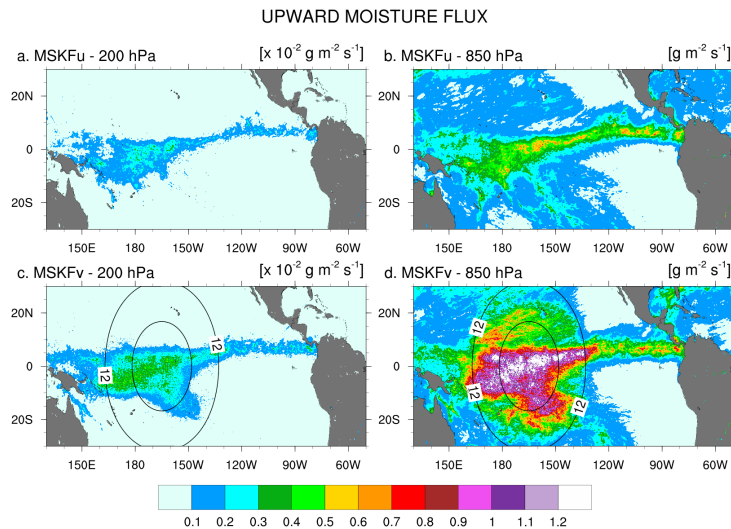 UPWARD MOISTURE FLUX
a. MSKFu - 200 hPa [x 10⁻² g m⁻² s⁻¹]
b. MSKFu - 850 hPa [g m⁻² s⁻¹]
20N
0
20S
150E 180 150W 120W 90W 60W
20N
0
20S
150E 180 150W 120W 90W 60W
c. MSKFv - 200 hPa [x 10⁻² g m⁻² s⁻¹]
d. MSKFv - 850 hPa [g m⁻² s⁻¹]
20N
0
20S
12
12
150E 180 150W 120W 90W 60W
20N
0
20S
12
12
12
150E 180 150W 120W 90W 60W
0.1 0.2 0.3 0.4 0.5 0.6 0.7 0.8 0.9 1 1.1 1.2